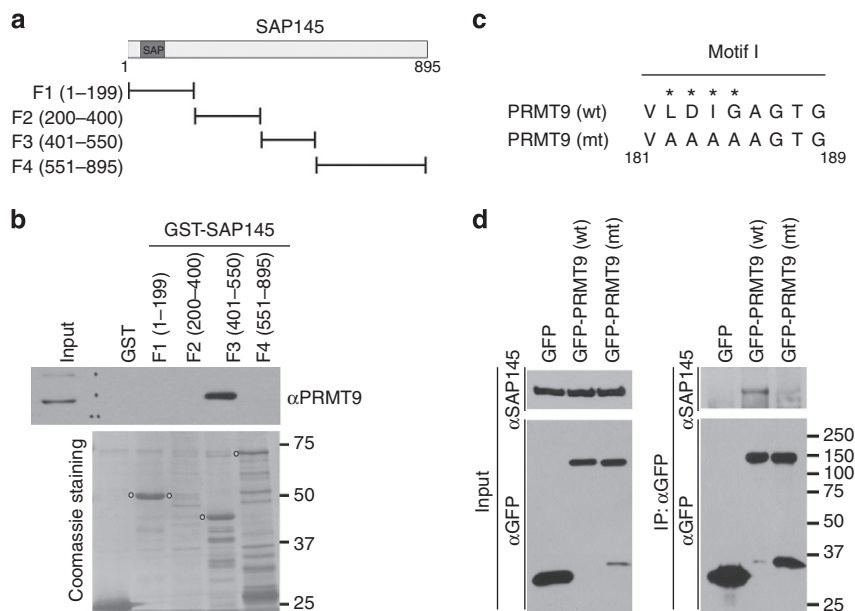 a
SAP145
SAP
1 895
F1 (1–199)
F2 (200–400)
F3 (401–550)
F4 (551–895)
b
GST-SAP145
Input
GST
F1 (1–199)
F2 (200–400)
F3 (401–550)
F4 (551–895)
αPRMT9
Coomassie staining
75
50
37
25
c
Motif I
* * * *
PRMT9 (wt) V L D I G A G T G
PRMT9 (mt) V A A A A A G T G
181 189
d
GFP
GFP-PRMT9 (wt)
GFP-PRMT9 (mt)
Input
αSAP145
αGFP
GFP
GFP-PRMT9 (wt)
GFP-PRMT9 (mt)
IP: αGFP
αSAP145
αGFP
250
150
100
75
50
37
25